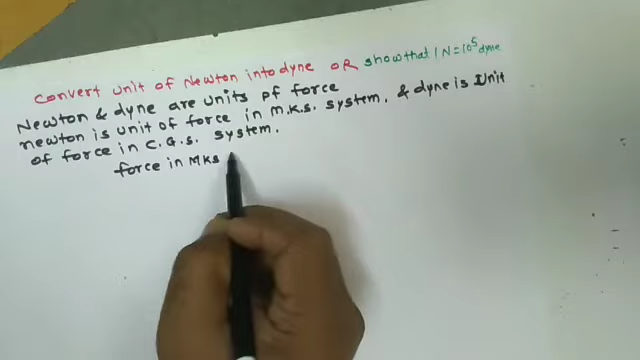 Convert unit of Newton into dyne OR show that 1N=10⁵ dyne
Newton & dyne are units of force
newton is unit of force in M.K.S. system. & dyne is Unit
of force in C.G.S. system.
force in MKS